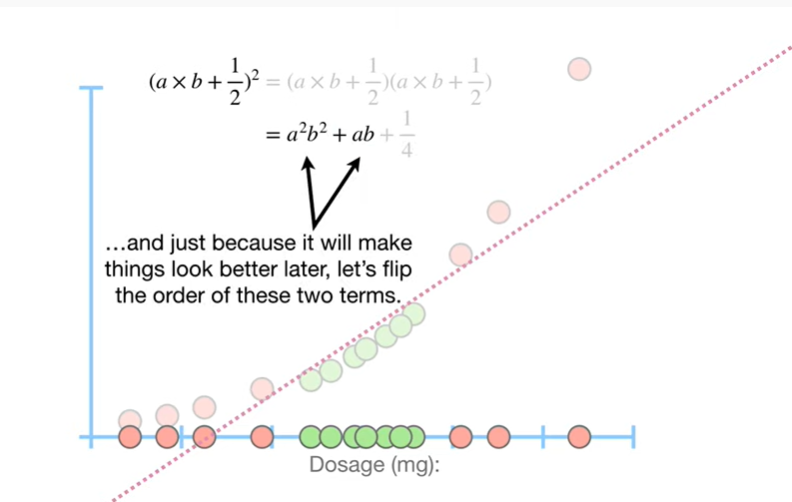 (a × b + 1/2)² = (a × b + 1/2)(a × b + 1/2)
= a²b² + ab + 1/4
...and just because it will make
things look better later, let's flip
the order of these two terms.
Dosage (mg):